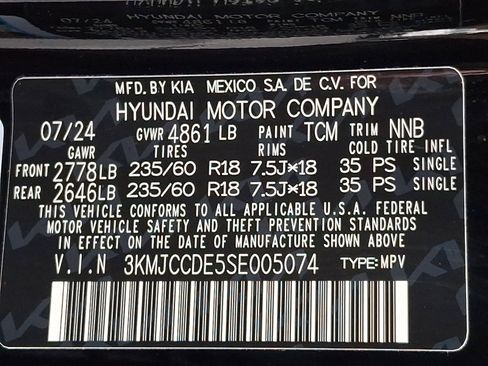 MFD. BY KIA MEXICO S.A. DE C.V. FOR
HYUNDAI MOTOR COMPANY
07/24 GVWR 4861 LB PAINT TCM TRIM NNB
GAWR TIRES RIMS COLD TIRE INFL
FRONT 2778LB 235/60 R18 7.5J×18 35 PS SINGLE
REAR 2646LB 235/60 R18 7.5J×18 35 PS SINGLE
THIS VEHICLE CONFORMS TO ALL APPLICABLE U.S.A. FEDERAL
MOTOR VEHICLE SAFETY AND THEFT PREVENTION STANDARDS
IN EFFECT ON THE DATE OF MANUFACTURE SHOWN ABOVE.
V.I.N 3KMJCCDE5SE005074 TYPE:MPV